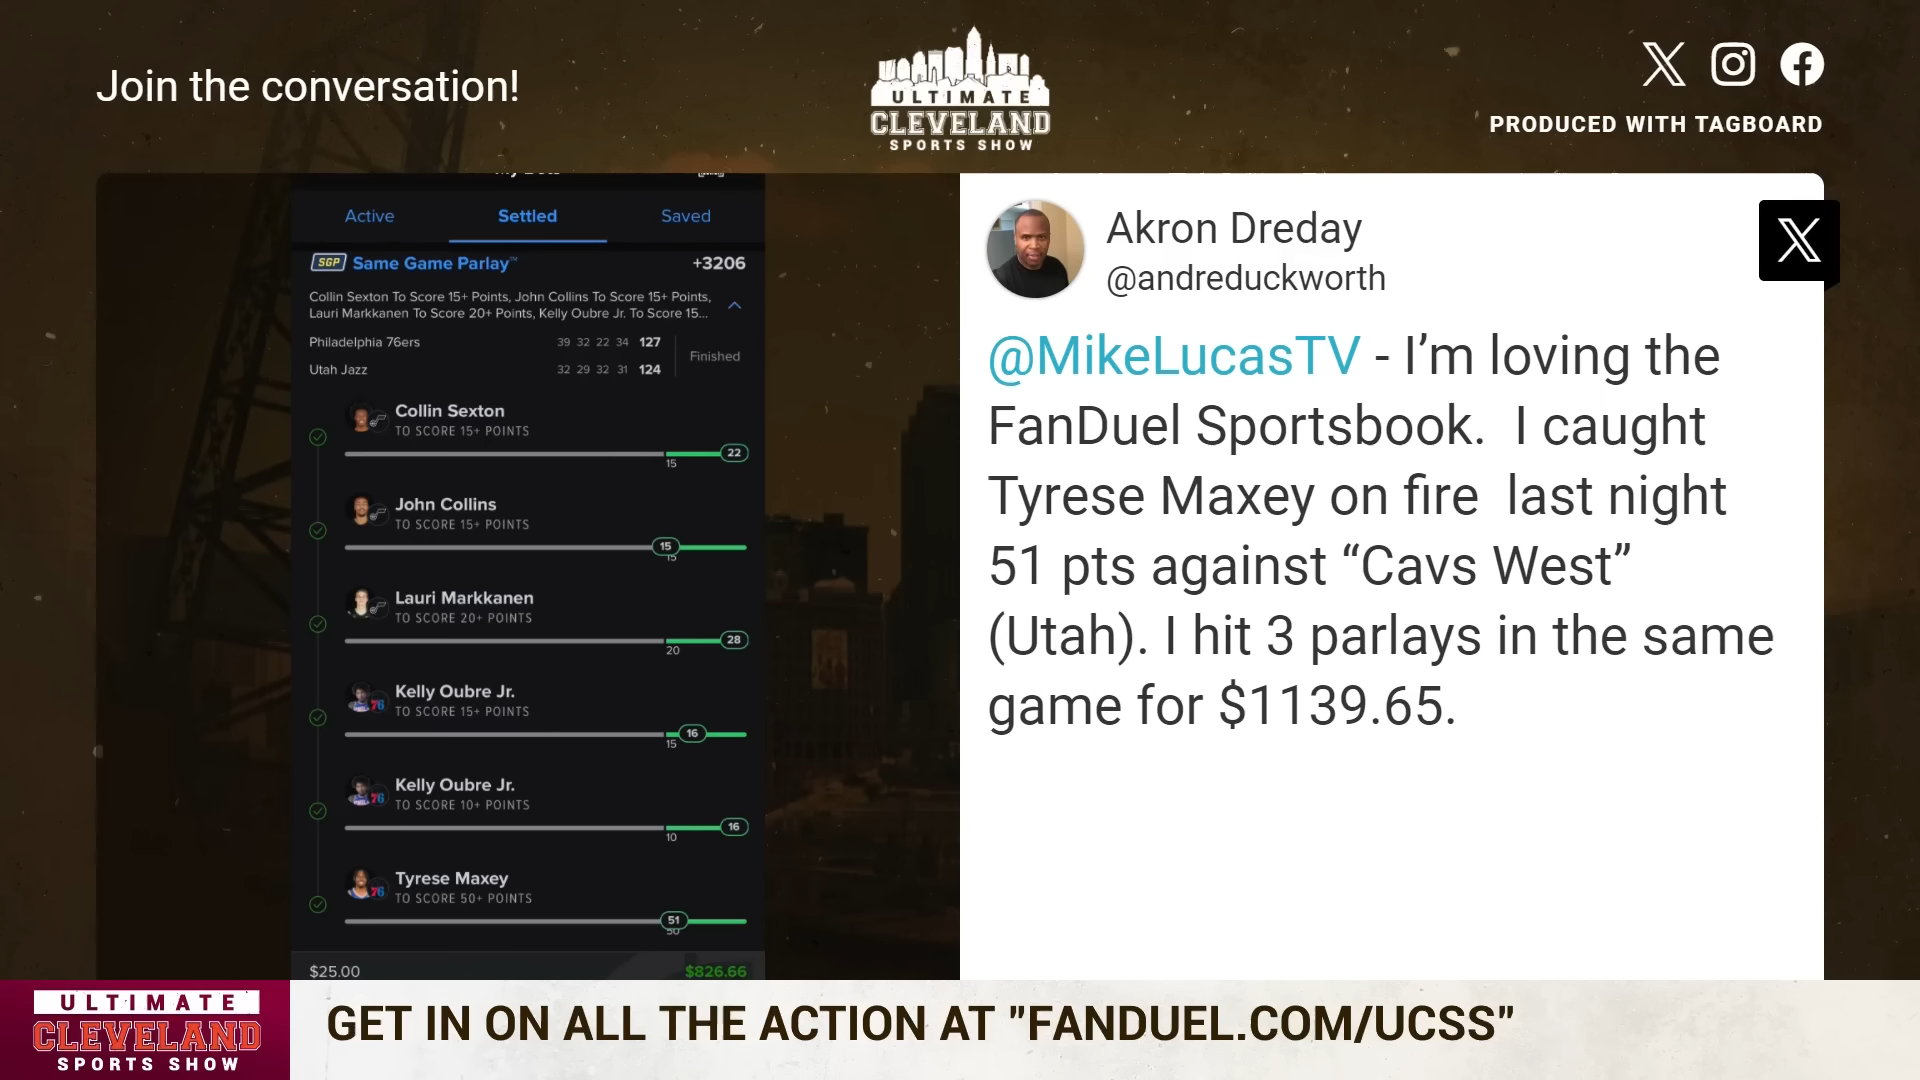 Join the conversation!
ULTIMATE
CLEVELAND
SPORTS SHOW
PRODUCED WITH TAGBOARD
Active Settled Saved
SGP Same Game Parlay™ +3206
Collin Sexton To Score 15+ Points, John Collins To Score 15+ Points,
Lauri Markkanen To Score 20+ Points, Kelly Oubre Jr. To Score 15...
Philadelphia 76ers 39 32 22 34 127
Finished
Utah Jazz 32 29 32 31 124
Collin Sexton
TO SCORE 15+ POINTS
22
15
John Collins
TO SCORE 15+ POINTS
15
15
Lauri Markkanen
TO SCORE 20+ POINTS
28
20
Kelly Oubre Jr.
76 TO SCORE 15+ POINTS
16
15
Kelly Oubre Jr.
76 TO SCORE 10+ POINTS
16
10
Tyrese Maxey
76 TO SCORE 50+ POINTS
51
50
$25.00 $826.66
Akron Dreday
@andreduckworth
@MikeLucasTV - I’m loving the
FanDuel Sportsbook. I caught
Tyrese Maxey on fire last night
51 pts against “Cavs West”
(Utah). I hit 3 parlays in the same
game for $1139.65.
ULTIMATE
CLEVELAND
SPORTS SHOW
GET IN ON ALL THE ACTION AT "FANDUEL.COM/UCSS"